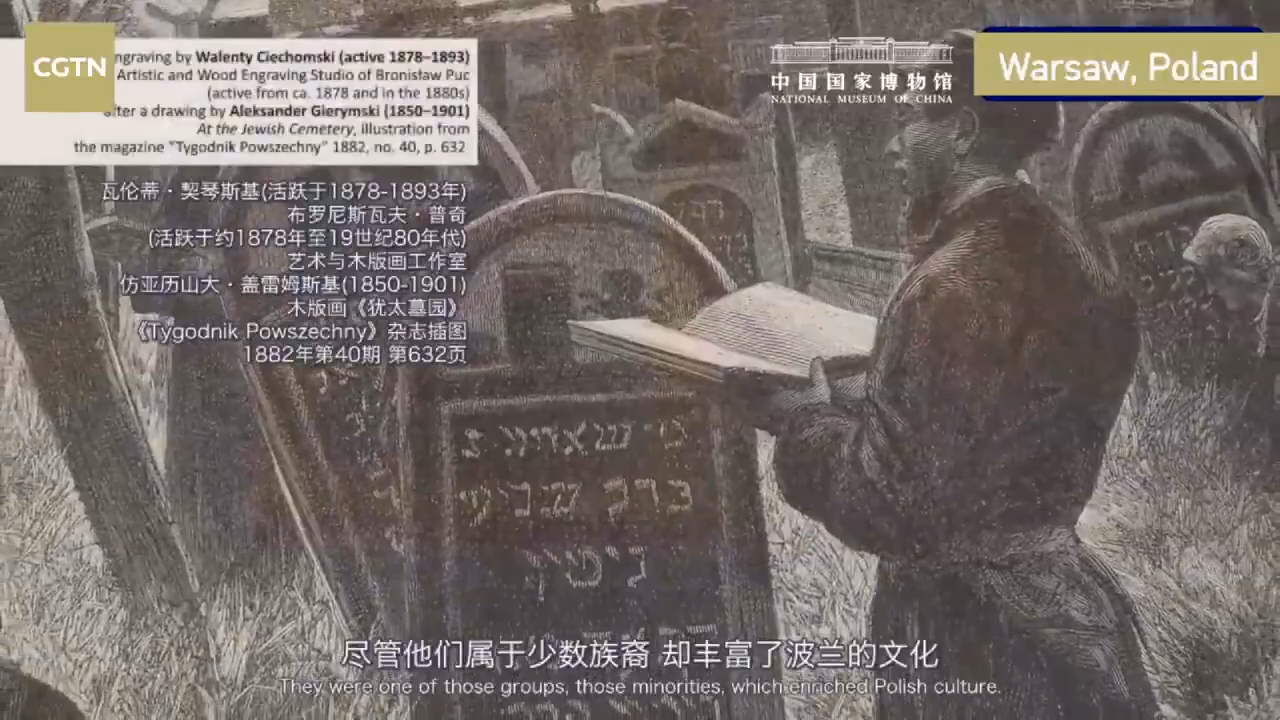 CGTN
ngraving by Walenty Ciechomski (active 1878–1893)
Artistic and Wood Engraving Studio of Bronisław Puc
(active from ca. 1878 and in the 1880s)
after a drawing by Aleksander Gierymski (1850–1901)
At the Jewish Cemetery, illustration from
the magazine "Tygodnik Powszechny" 1882, no. 40, p. 632
中国国家博物馆
NATIONAL MUSEUM OF CHINA
Warsaw, Poland
瓦伦蒂·契琴斯基(活跃于1878-1893年)
布罗尼斯瓦夫·普奇
(活跃于约1878年至19世纪80年代)
艺术与木版画工作室
仿亚历山大·盖雷姆斯基(1850-1901)
木版画《犹太墓园》
《Tygodnik Powszechny》杂志插图
1882年第40期 第632页
尽管他们属于少数族裔 却丰富了波兰的文化
They were one of those groups, those minorities, which enriched Polish culture.